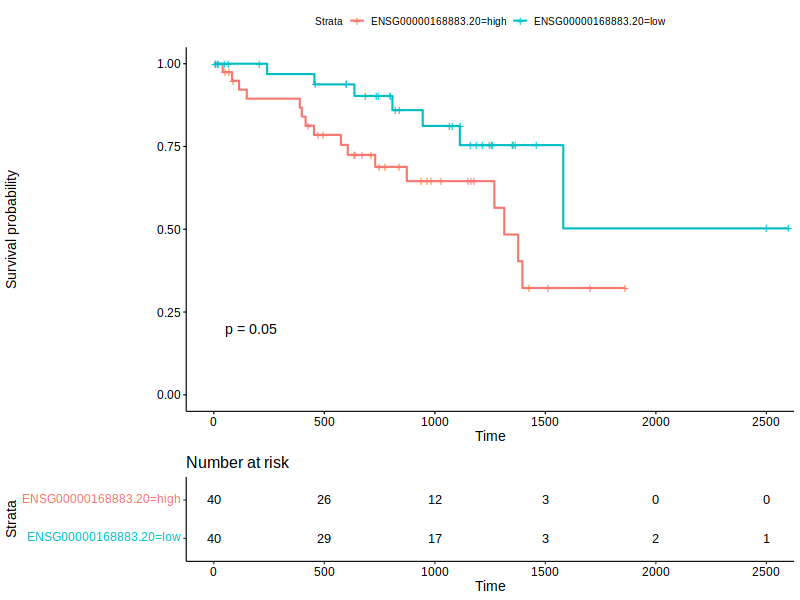 Strata ENSG00000168883.20=high ENSG00000168883.20=low
Survival probability
1.00
0.75
0.50
0.25
0.00
p = 0.05
0 500 1000 1500 2000 2500
Time
Number at risk
Strata
ENSG00000168883.20=high 40 26 12 3 0 0
ENSG00000168883.20=low 40 29 17 3 2 1
0 500 1000 1500 2000 2500
Time